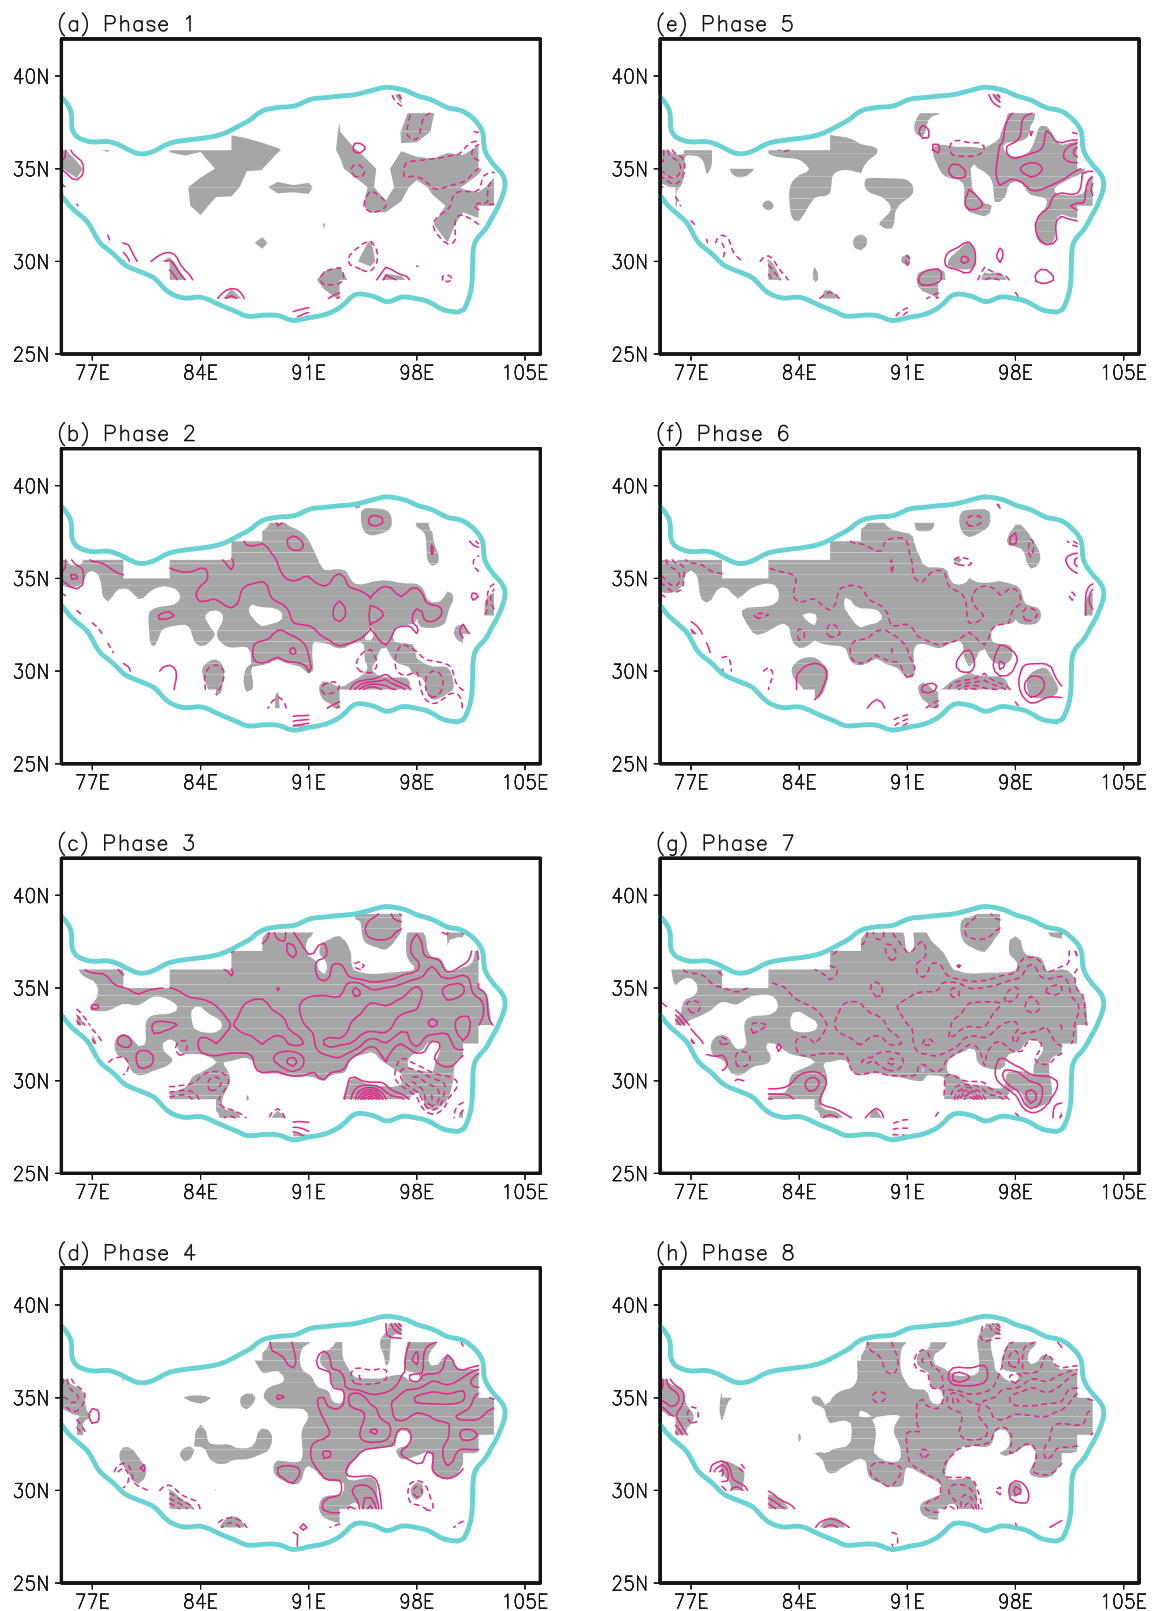 (a) Phase 1
40N
35N
30N
25N
77E 84E 91E 98E 105E
(b) Phase 2
40N
35N
30N
25N
77E 84E 91E 98E 105E
(c) Phase 3
40N
35N
30N
25N
77E 84E 91E 98E 105E
(d) Phase 4
40N
35N
30N
25N
77E 84E 91E 98E 105E
(e) Phase 5
40N
35N
30N
25N
77E 84E 91E 98E 105E
(f) Phase 6
40N
35N
30N
25N
77E 84E 91E 98E 105E
(g) Phase 7
40N
35N
30N
25N
77E 84E 91E 98E 105E
(h) Phase 8
40N
35N
30N
25N
77E 84E 91E 98E 105E